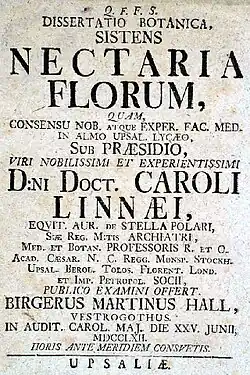 Q. F. F. S.
DISSERTATIO BOTANICA,
SISTENS
NECTARIA
FLORUM,
QUAM,
CONSENSU NOB. ATQUE EXPER. FAC. MED.
IN ALMO UPSAL. LYCÆO,
SUB PRÆSIDIO,
VIRI NOBILISSIMI ET EXPERIENTISSIMI
D:NI DOCT. CAROLI
LINNÆI,
EQVIT. AUR. DE STELLA POLARI,
SÆ REG. M:TIS ARCHIATRI,
MED. ET BOTAN. PROFESSORIS R. ET O.
ACAD. CÆSAR. N. C. REGG. MONSP. STOCKH.
UPSAL. BEROL. TOLOS. FLORENT. LOND.
ET IMP. PETROPOL. SOCII,
PUBLICO EXAMINI OFFERT.
BIRGERUS MARTINUS HALL,
VESTROGOTHUS.
IN AUDIT. CAROL. MAJ. DIE XXV. JUNII,
MDCCLXII.
HORIS ANTE MERIDIEM CONSVETIS.
UPSALIÆ